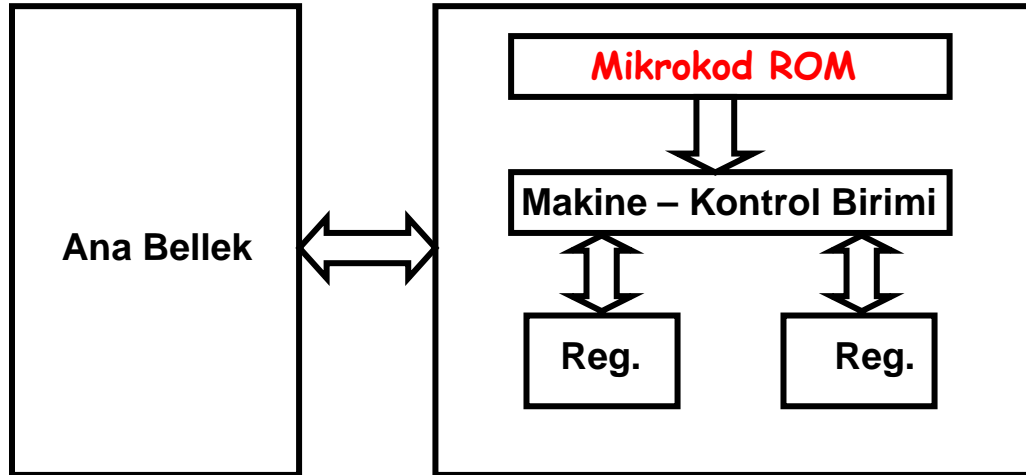 Mikrokod ROM
Makine – Kontrol Birimi
Ana Bellek
Reg.
Reg.